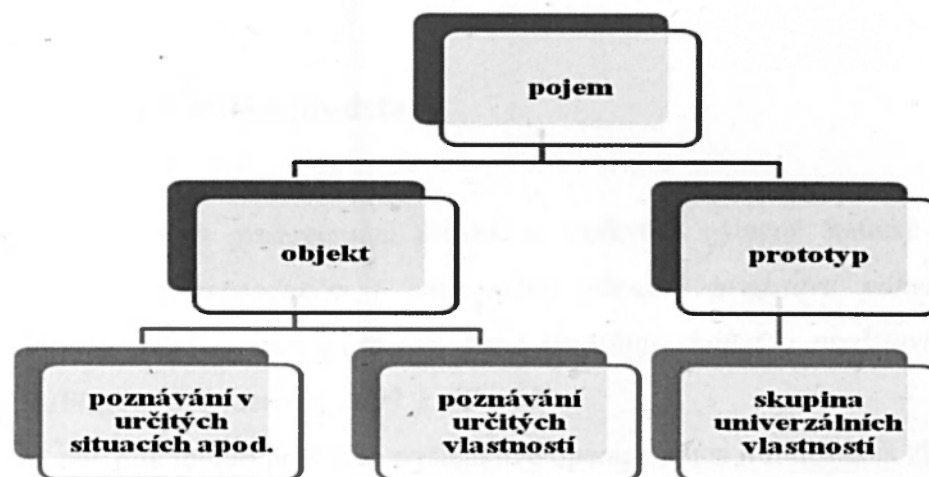 pojem
objekt
prototyp
poznávání v
určitých
situacích apod.
poznávání
určitých
vlastností
skupina
univerzálních
vlastností